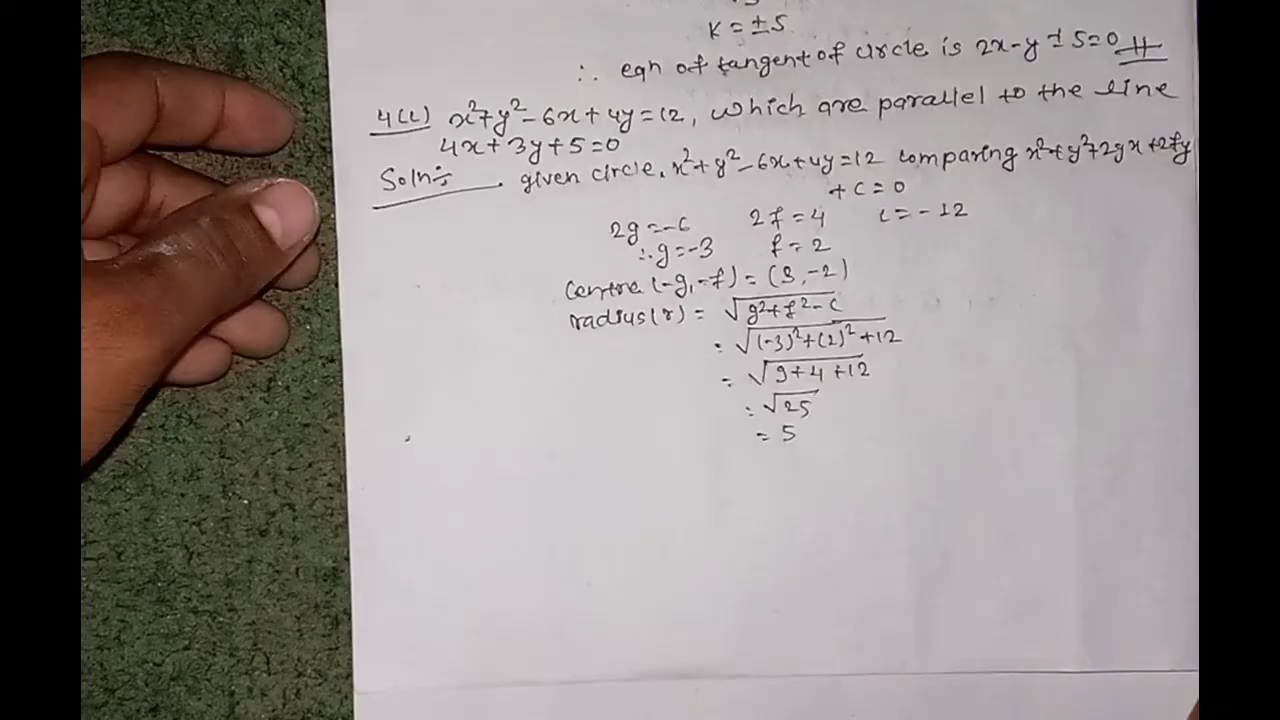 K = ± 5
∴ eqn of tangent of circle is 2x-y ± 5=0
4(c) x²+y²-6x+4y=12, which are parallel to the line
4x+3y+5=0
Soln:- given circle, x²+y²-6x+4y=12 comparing x²+y²+2gx+2fy
+c=0
2g=-6 2f=4 c=-12
∴g=-3 f=2
Centre (-g,-f) = (3,-2)
radius(r) = √g²+f²-c
= √(-3)²+(2)²+12
= √9+4+12
= √25
= 5